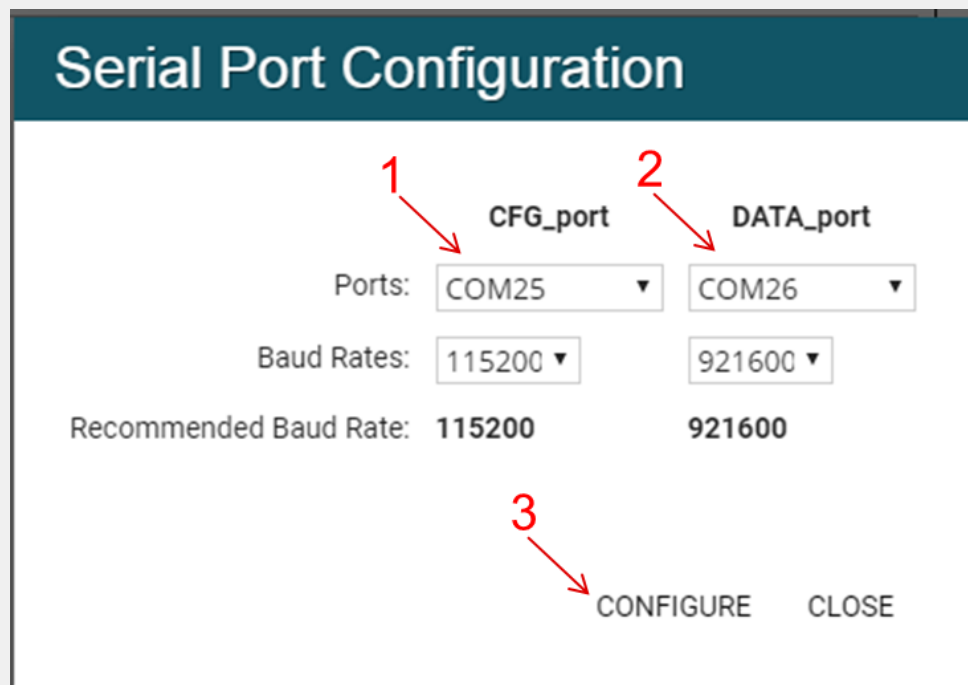 Serial Port Configuration
1
2
CFG_port DATA_port
Ports: COM25 COM26
Baud Rates: 115200 921600
Recommended Baud Rate: 115200 921600
3
CONFIGURE CLOSE